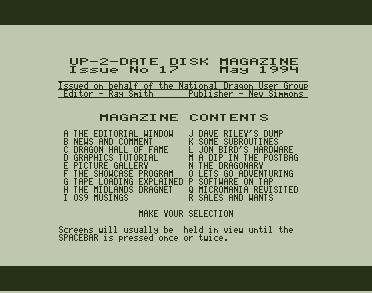 UP-2-DATE DISK MAGAZINE
Issue No 17 May 1994
Issued on behalf of the National Dragon User Group
Editor - Ray Smith Publisher - Nev Simmons
MAGAZINE CONTENTS
A THE EDITORIAL WINDOW J DAVE RILEY'S DUMP
B NEWS AND COMMENT K SOME SUBROUTINES
C DRAGON HALL OF FAME L JON BIRD'S HARDWARE
D GRAPHICS TUTORIAL M A DIP IN THE POSTBAG
E PICTURE GALLERY N THE DRAGONARY
F THE SHOWCASE PROGRAM O LETS GO ADVENTURING
G TAPE LOADING EXPLAINED P SOFTWARE ON TAP
H THE MIDLANDS DRAGNET Q MICROMANIA REVISITED
I OS9 MUSINGS R SALES AND WANTS
MAKE YOUR SELECTION
Screens will usually be held in view until the
SPACEBAR is pressed once or twice.